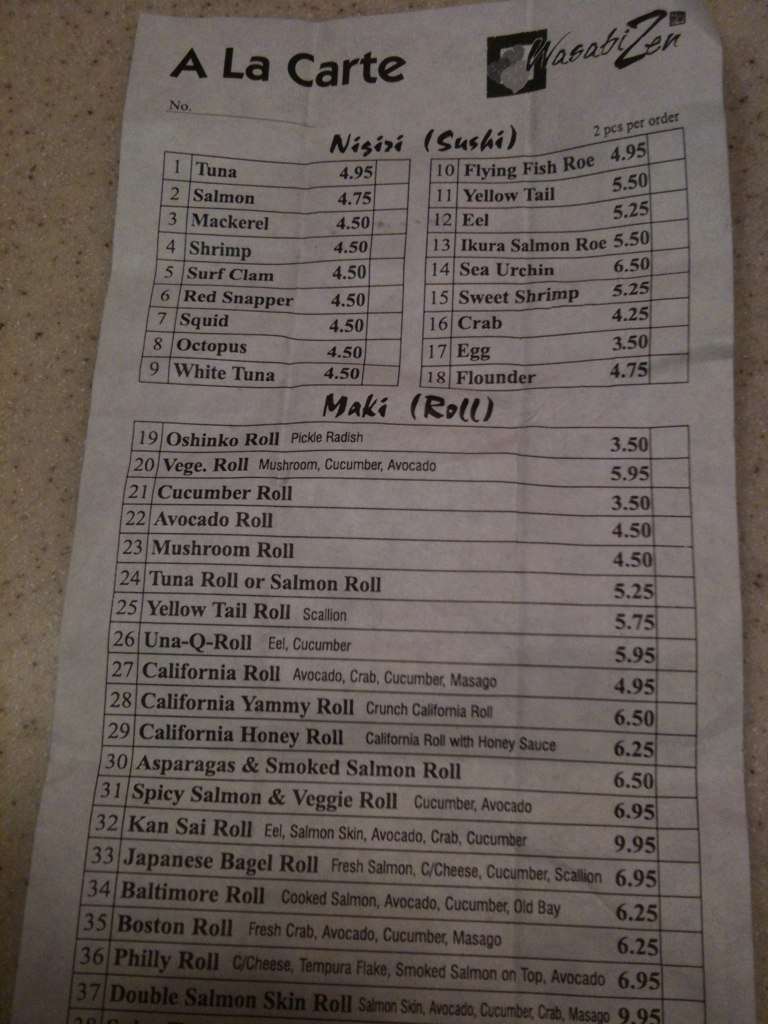 A La Carte
Wasabi Zen
No.
Nigiri (Sushi)
2 pcs per order
1 Tuna 4.95
2 Salmon 4.75
3 Mackerel 4.50
4 Shrimp 4.50
5 Surf Clam 4.50
6 Red Snapper 4.50
7 Squid 4.50
8 Octopus 4.50
9 White Tuna 4.50
10 Flying Fish Roe 4.95
11 Yellow Tail 5.50
12 Eel 5.25
13 Ikura Salmon Roe 5.50
14 Sea Urchin 6.50
15 Sweet Shrimp 5.25
16 Crab 4.25
17 Egg 3.50
18 Flounder 4.75
Maki (Roll)
19 Oshinko Roll Pickle Radish 3.50
20 Vege. Roll Mushroom, Cucumber, Avocado 5.95
21 Cucumber Roll 3.50
22 Avocado Roll 4.50
23 Mushroom Roll 4.50
24 Tuna Roll or Salmon Roll 5.25
25 Yellow Tail Roll Scallion 5.75
26 Una-Q-Roll Eel, Cucumber 5.95
27 California Roll Avocado, Crab, Cucumber, Masago 4.95
28 California Yammy Roll Crunch California Roll 6.50
29 California Honey Roll California Roll with Honey Sauce 6.25
30 Asparagas & Smoked Salmon Roll 6.50
31 Spicy Salmon & Veggie Roll Cucumber, Avocado 6.95
32 Kan Sai Roll Eel, Salmon Skin, Avocado, Crab, Cucumber 9.95
33 Japanese Bagel Roll Fresh Salmon, C/Cheese, Cucumber, Scallion 6.95
34 Baltimore Roll Cooked Salmon, Avocado, Cucumber, Old Bay 6.25
35 Boston Roll Fresh Crab, Avocado, Cucumber, Masago 6.25
36 Philly Roll C/Cheese, Tempura Flake, Smoked Salmon on Top, Avocado 6.95
37 Double Salmon Skin Roll Salmon Skin, Avocado, Cucumber, Crab, Masago 9.95